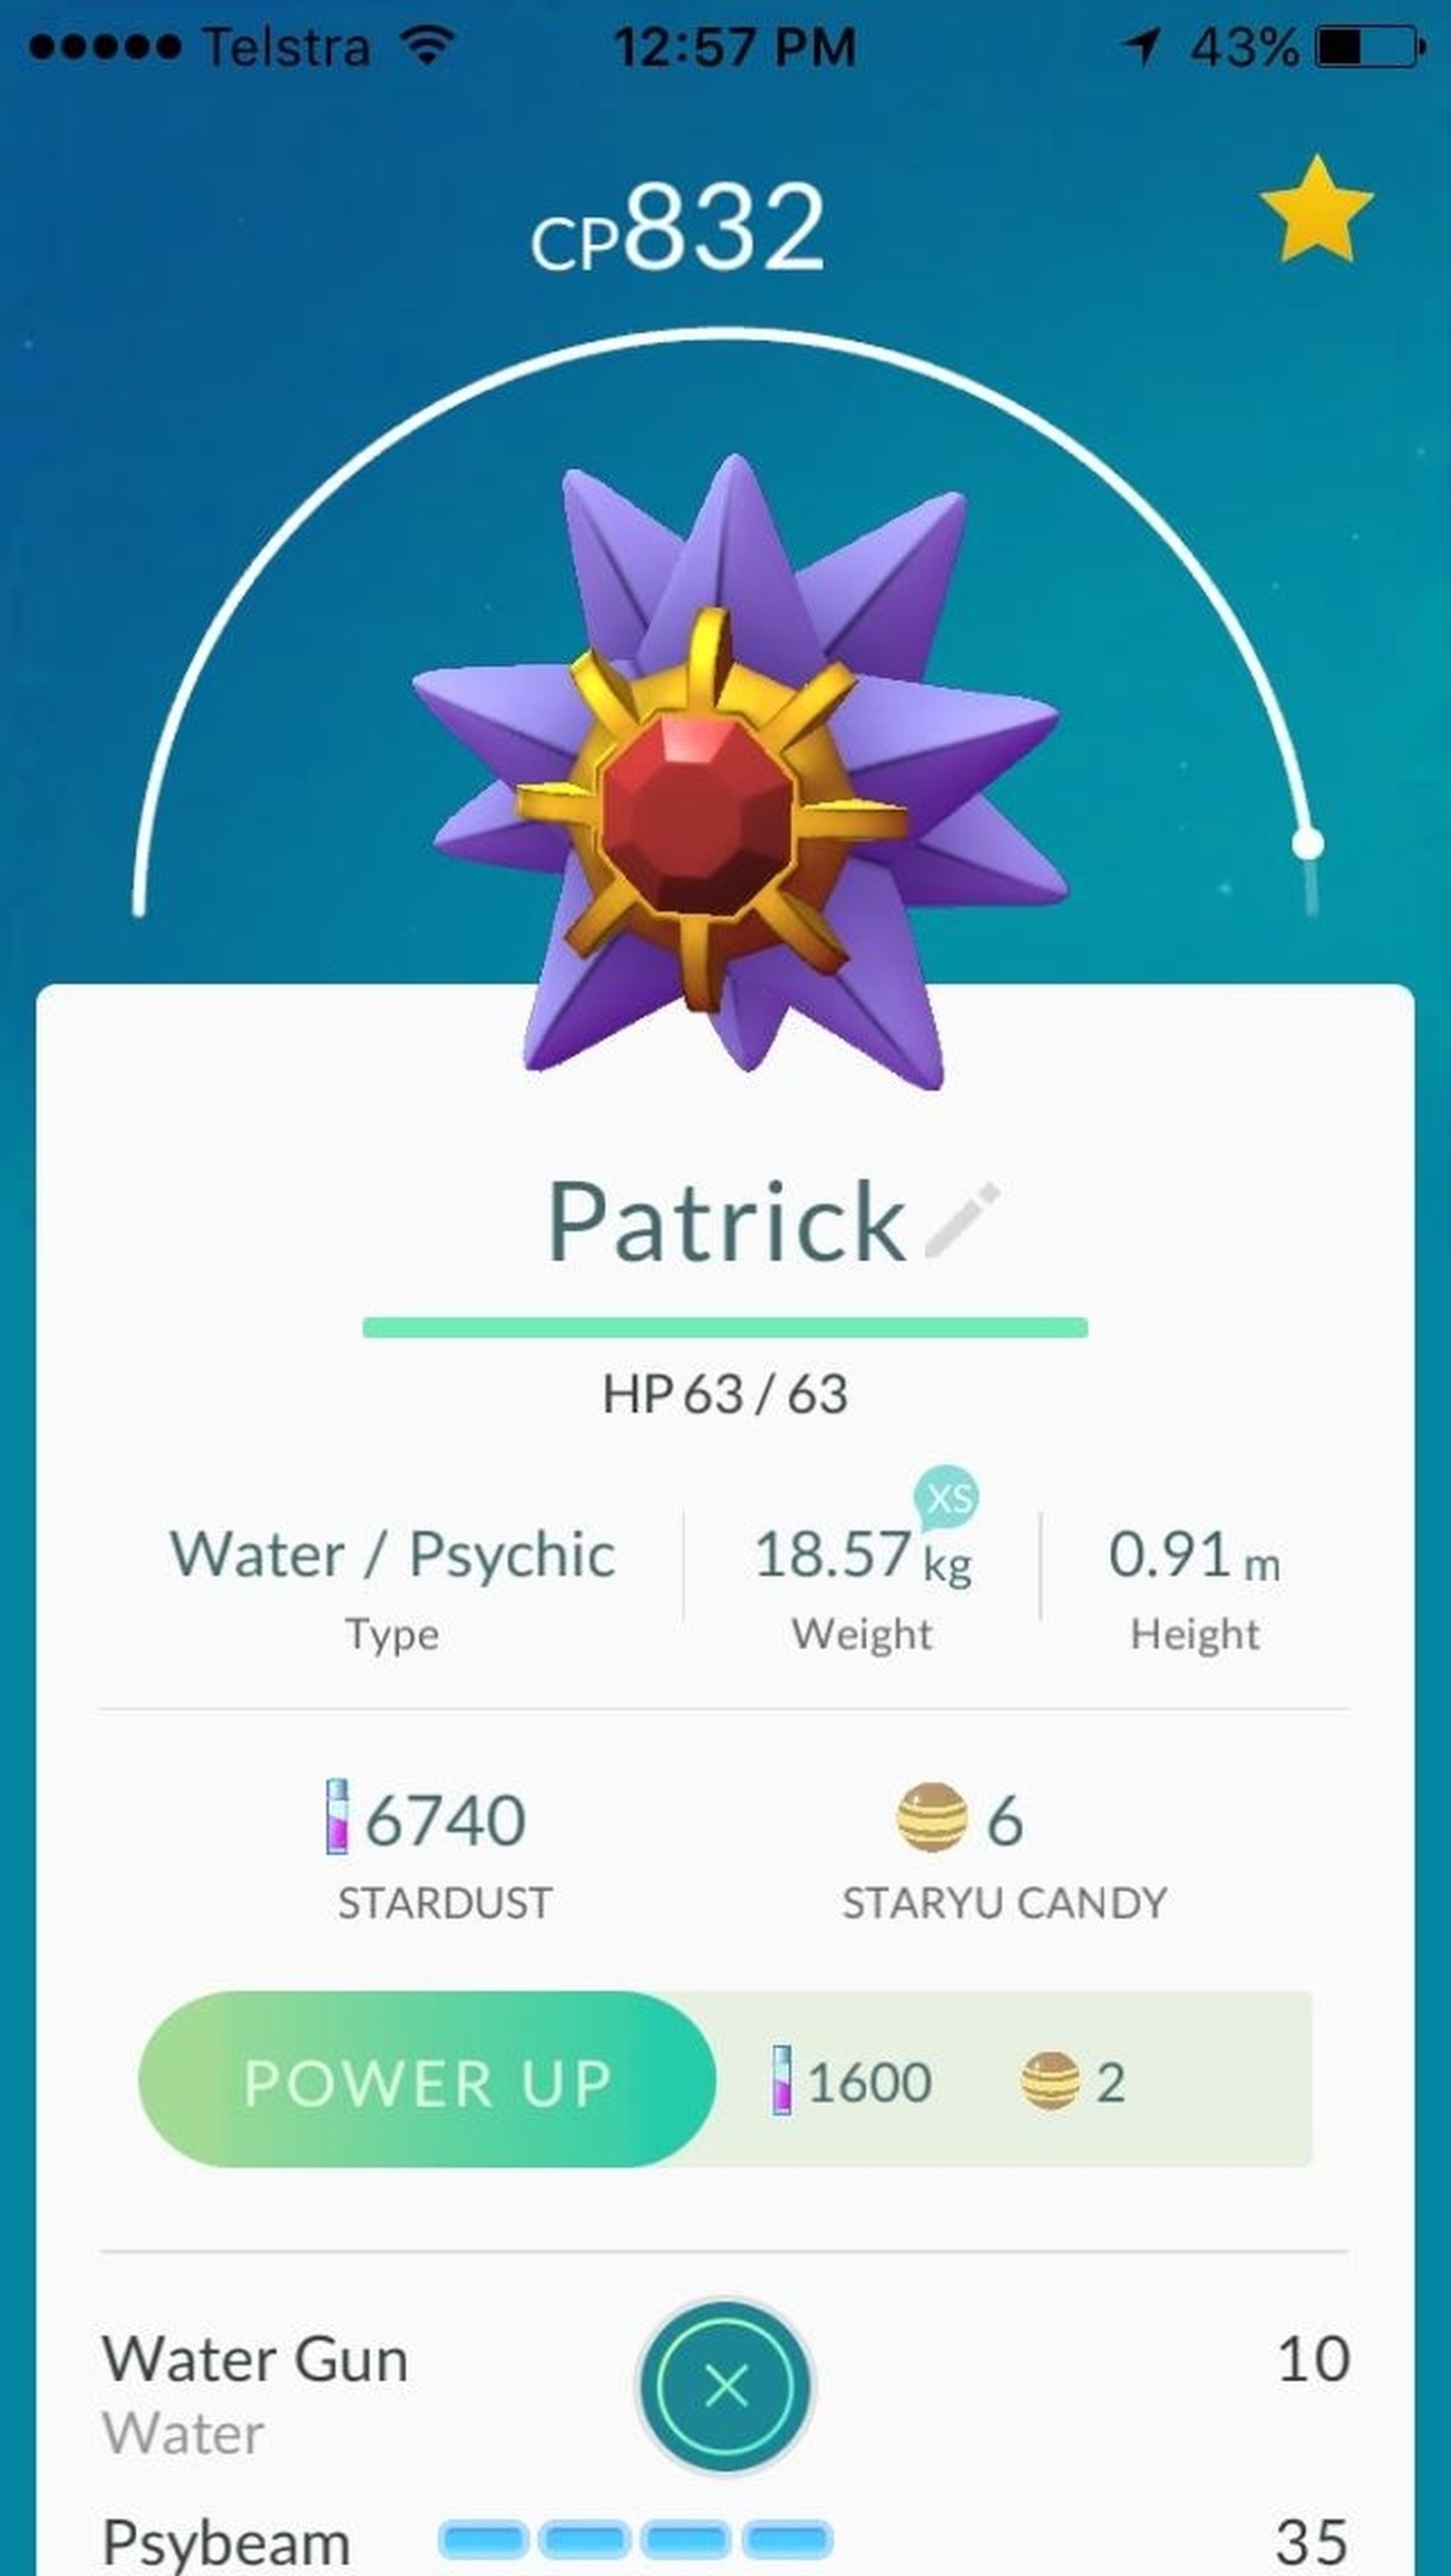 Telstra 12:57 PM 43%
CP832
Patrick
HP 63 / 63
XS
Water / Psychic 18.57 kg 0.91 m
Type Weight Height
6740 6
STARDUST STARYU CANDY
POWER UP 1600 2
Water Gun 10
Water
Psybeam 35